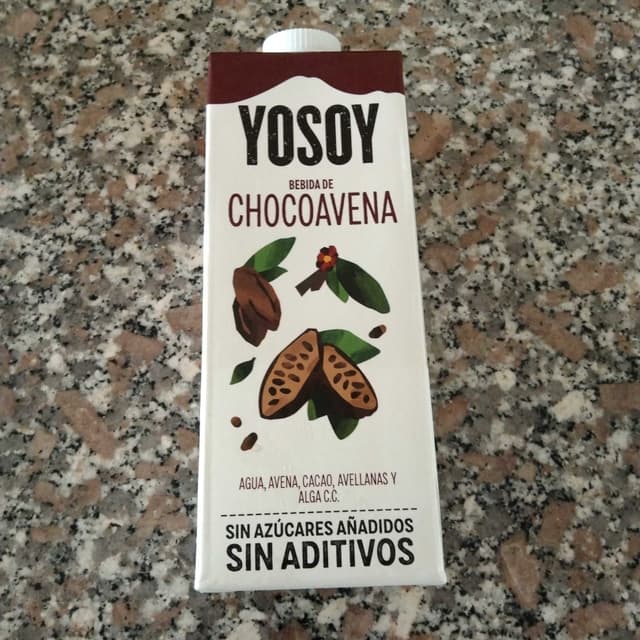 YOSOY
BEBIDA DE
CHOCOAVENA
AGUA, AVENA, CACAO, AVELLANAS Y
ALGA C.C.
SIN AZÚCARES AÑADIDOS
SIN ADITIVOS